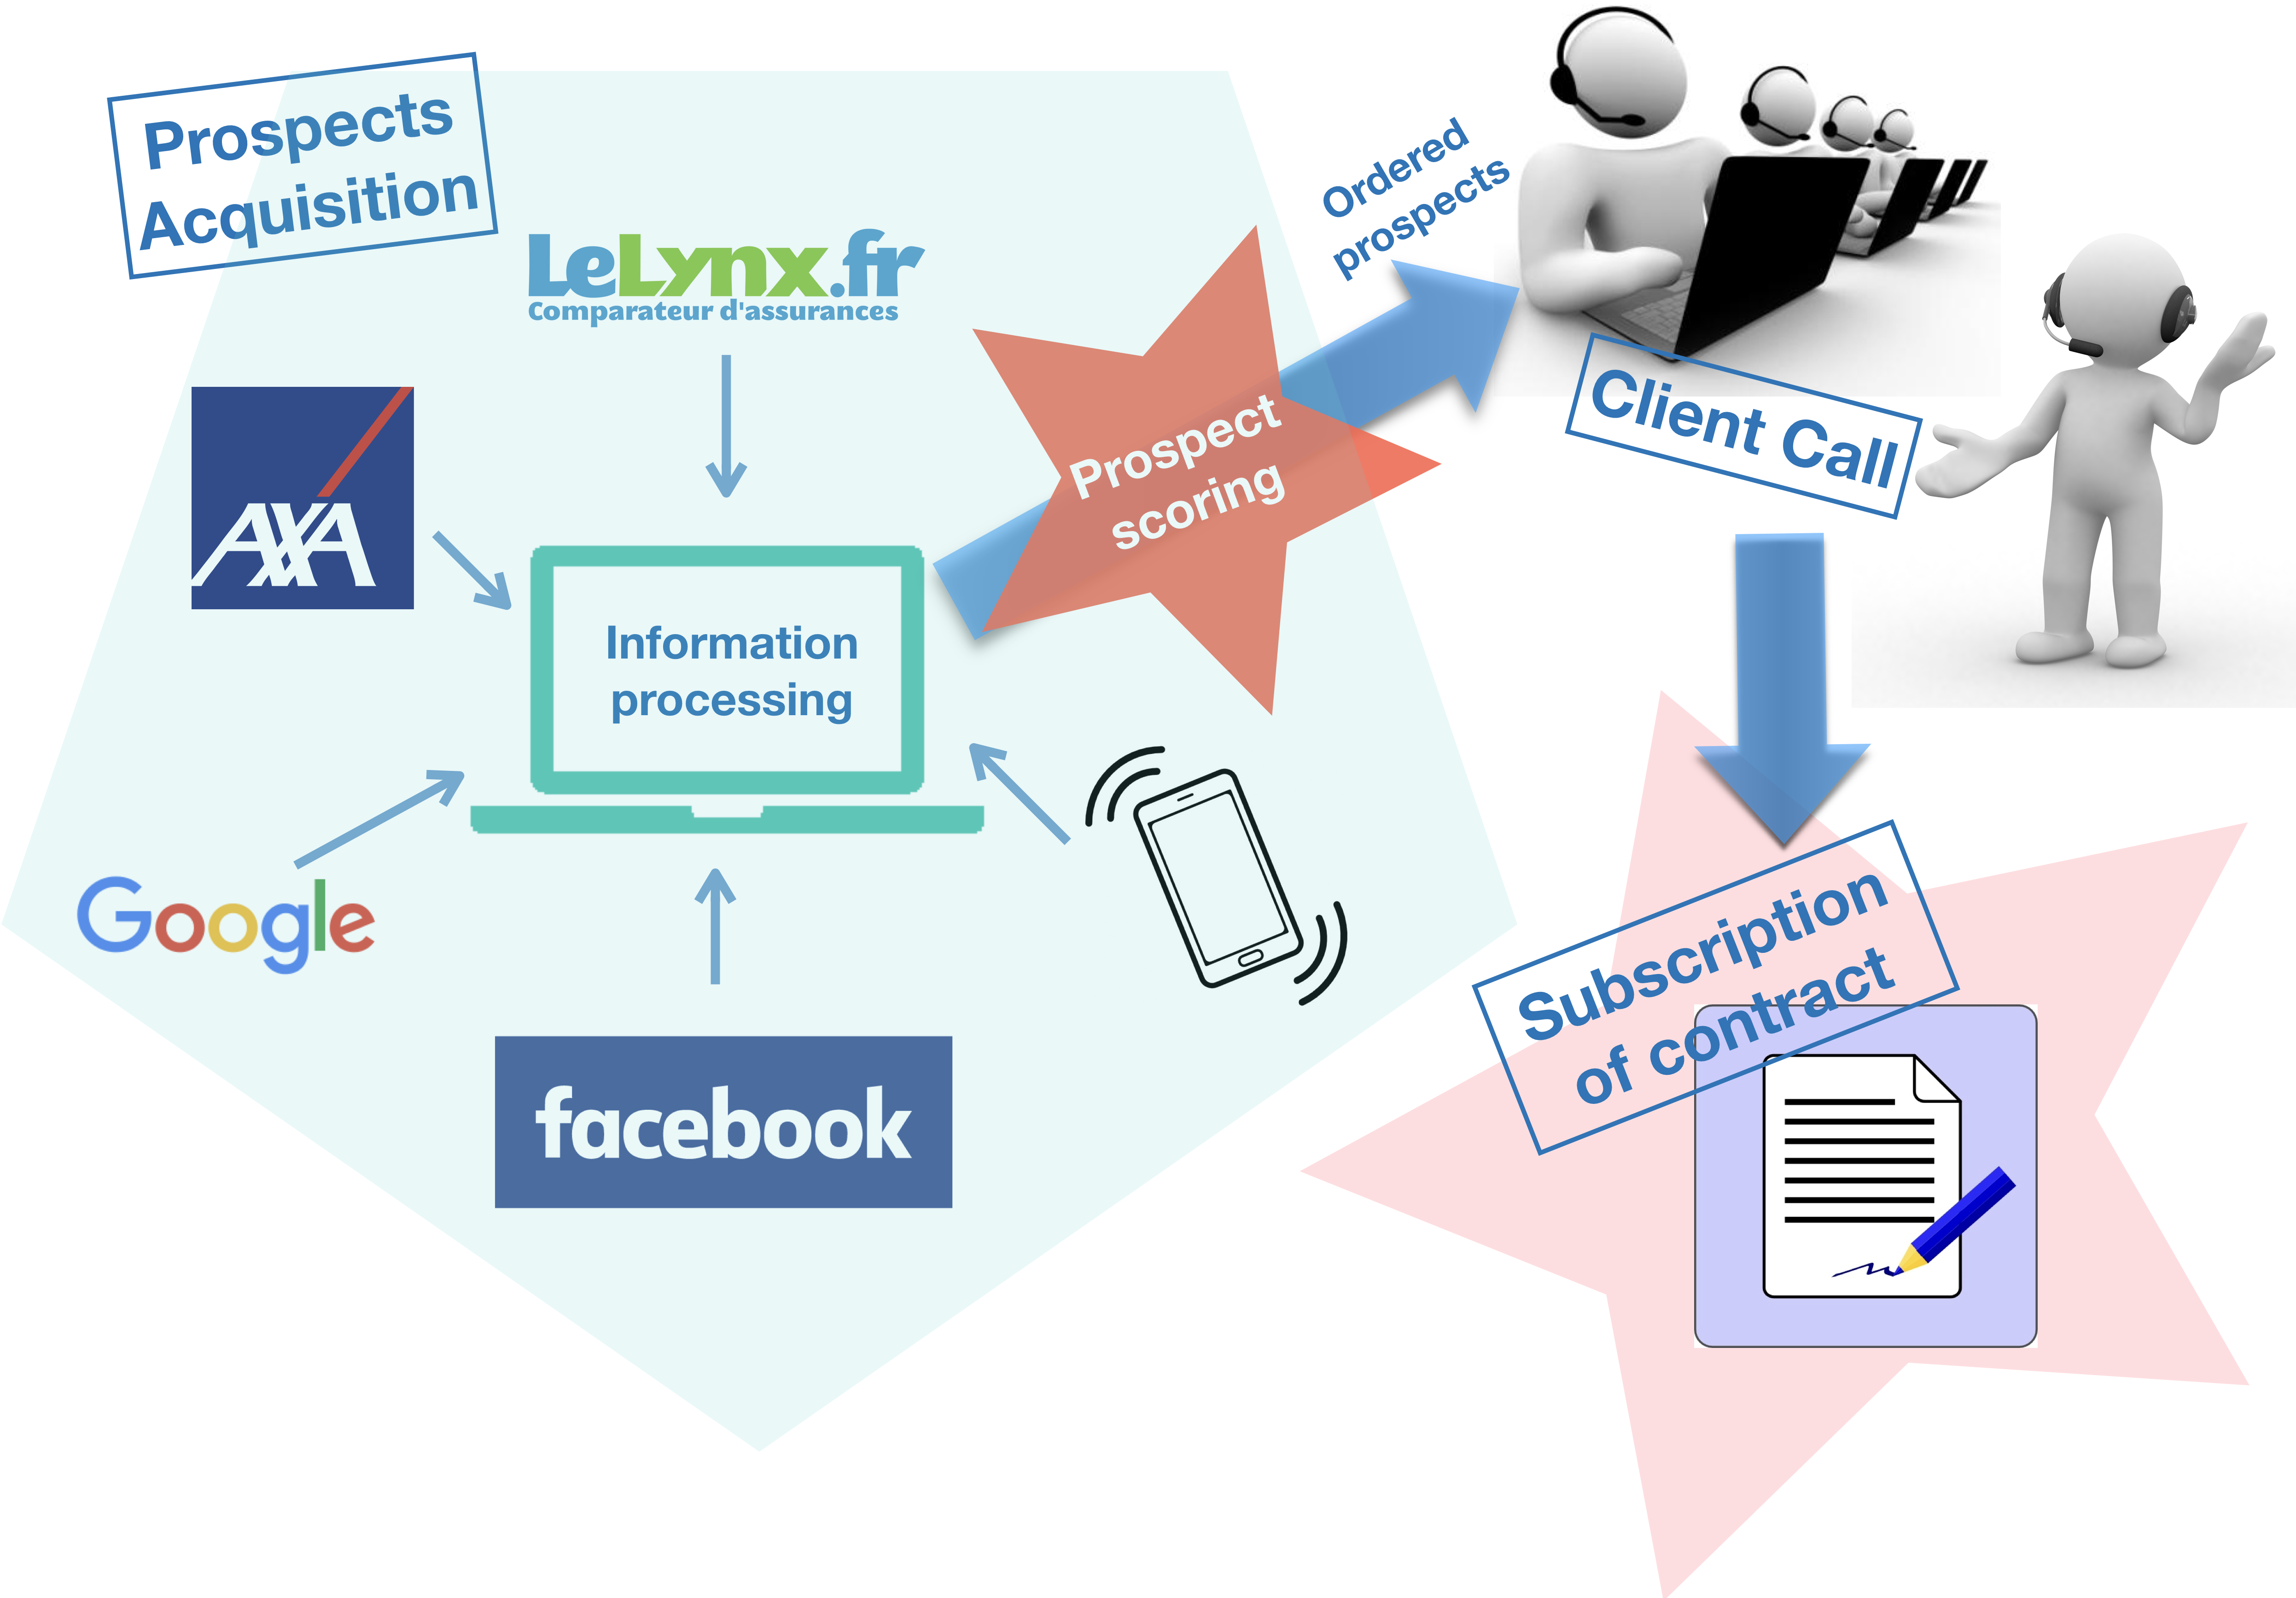 Prospects
Acquisition
LeLynx.fr
Comparateur d'assurances
AXA
Information
processing
Google
facebook
Prospect
scoring
Ordered
prospects
Client Call
Subscription
of contract